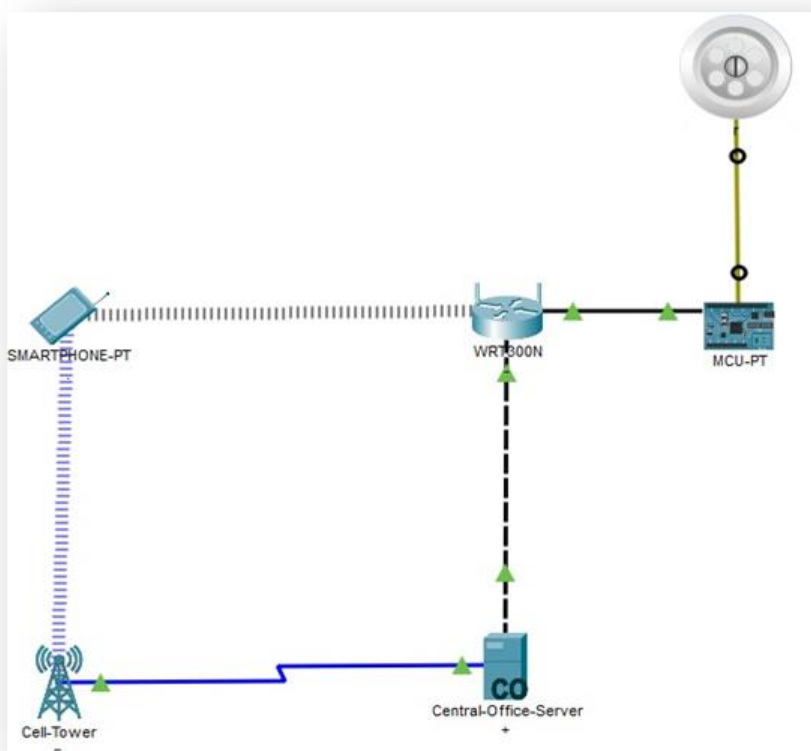 SMARTPHONE-PT
WRT300N
MCU-PT
Central-Office-Server
CO
Cell-Tower